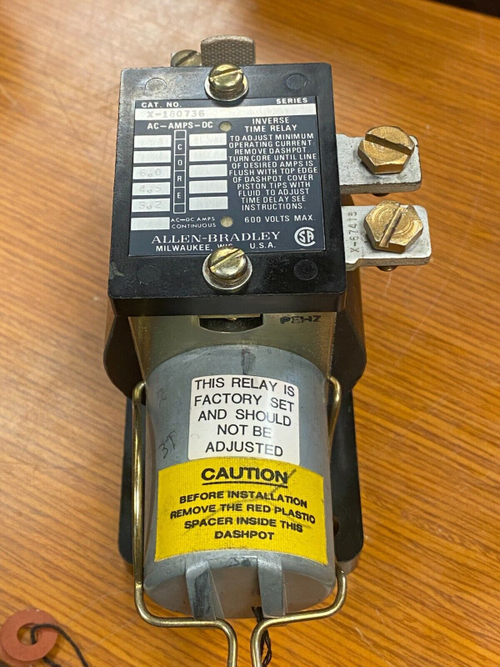 CAT. NO. SERIES
X-180736
AC-AMPS-DC
CORE
AC-DC AMPS
CONTINUOUS
INVERSE
TIME RELAY
TO ADJUST MINIMUM
OPERATING CURRENT
REMOVE DASHPOT.
TURN CORE UNTIL LINE
OF DESIRED AMPS IS
FLUSH WITH TOP EDGE
OF DASHPOT. COVER
PISTON TIPS WITH
FLUID. TO ADJUST
TIME DELAY SEE
INSTRUCTIONS.
600 VOLTS MAX.
ALLEN-BRADLEY
MILWAUKEE, WIS. U.S.A.
X-67418
THIS RELAY IS
FACTORY SET
AND SHOULD
NOT BE
ADJUSTED
CAUTION
BEFORE INSTALLATION
REMOVE THE RED PLASTIC
SPACER INSIDE THIS
DASHPOT